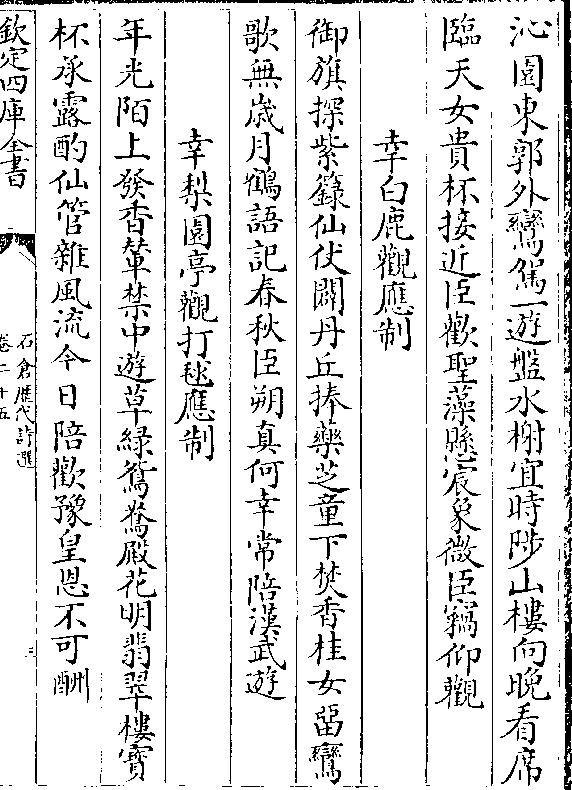 沁園東郭外鸞駕一遊盤水榭宜時陟山樓向晚看席
臨天女貴杯接近臣歡聖藻懸宸象微臣竊仰觀
幸白鹿觀應制
御旗探紫籙仙仗闢丹丘捧藥芝童下焚香桂女留鸞
歌無歳月鶴語記春秋臣朔真何幸常陪漢武遊
幸梨園亭觀打毬應制
年光陌上發香輦禁中遊草綠鴛鴦殿花明翡翠樓寳
杯承露酌仙管雜風流今日陪歡豫皇恩不可酬
欽定四庫全書
石倉歴代詩選
卷二十五
三